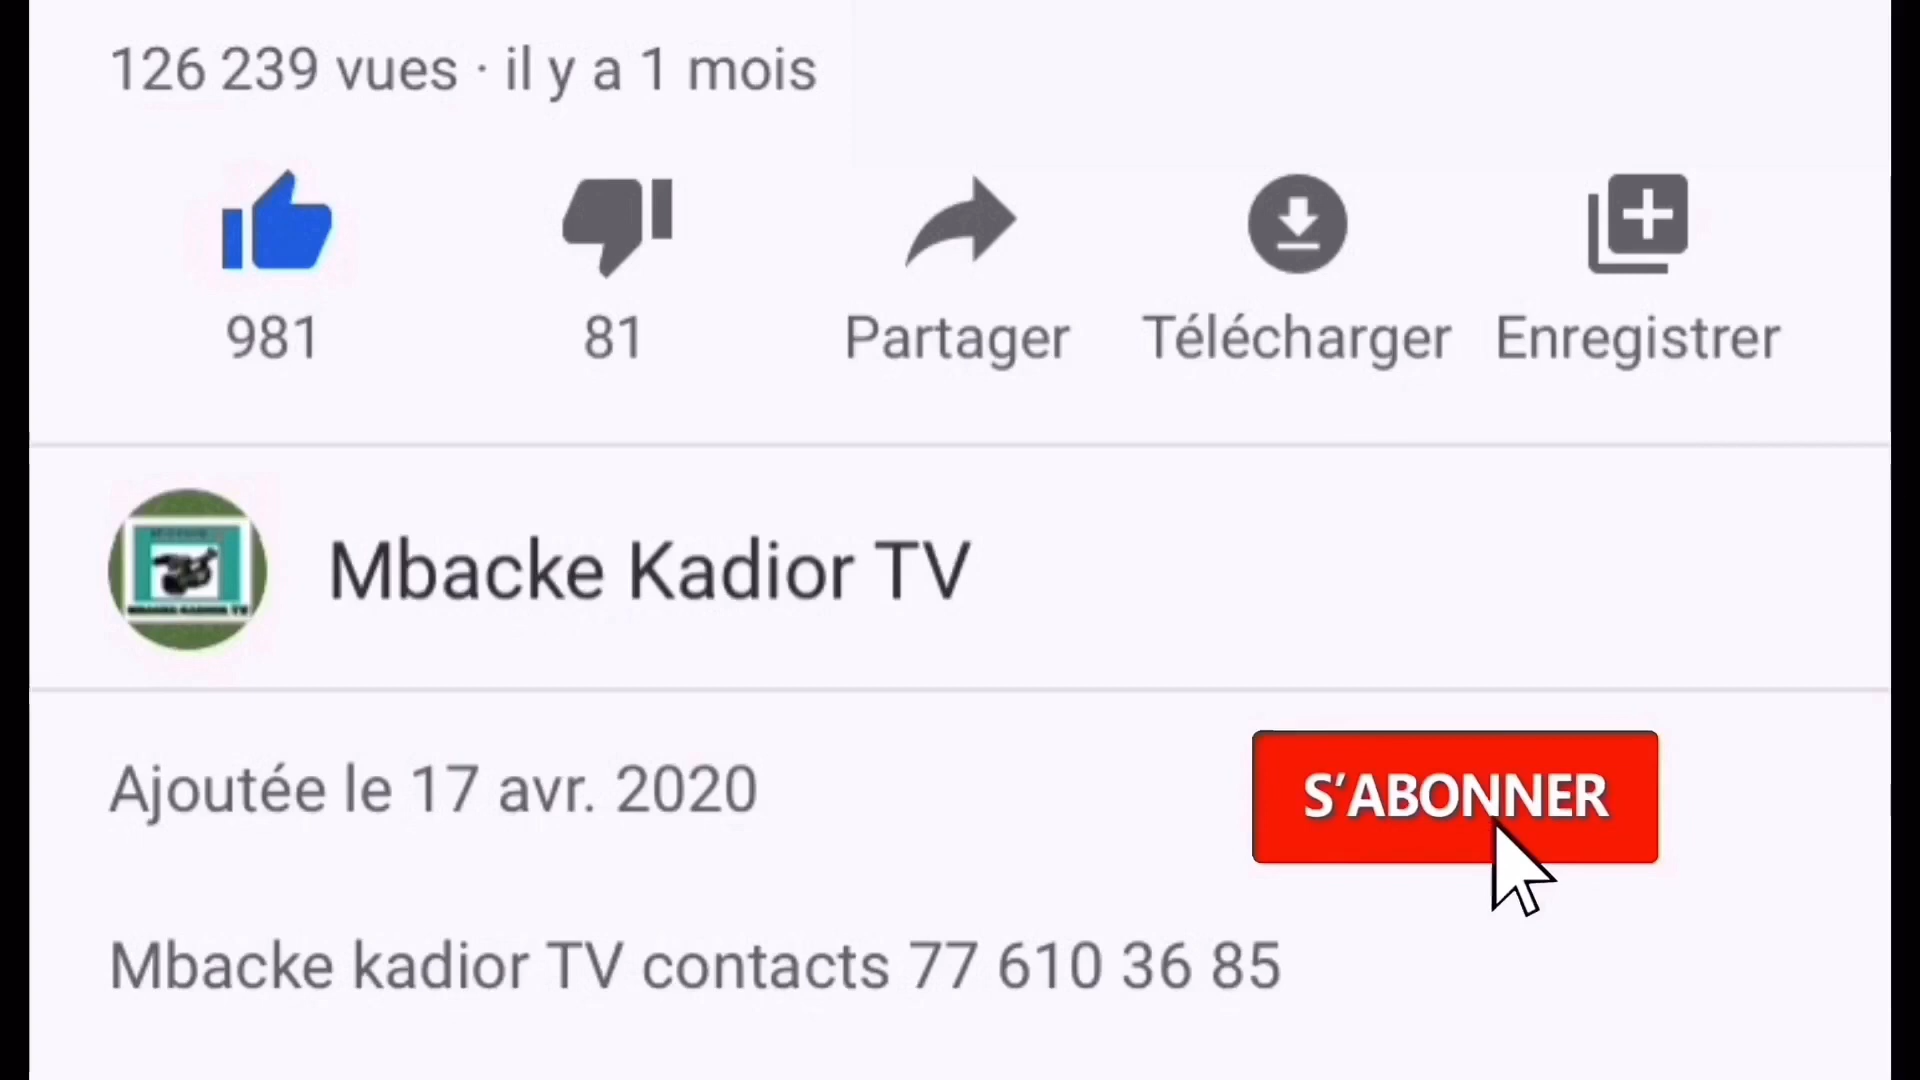 126 239 vues · il y a 1 mois
981
81
Partager
Télécharger
Enregistrer
Mbacke Kadior TV
Ajoutée le 17 avr. 2020
S'ABONNER
Mbacke kadior TV contacts 77 610 36 85